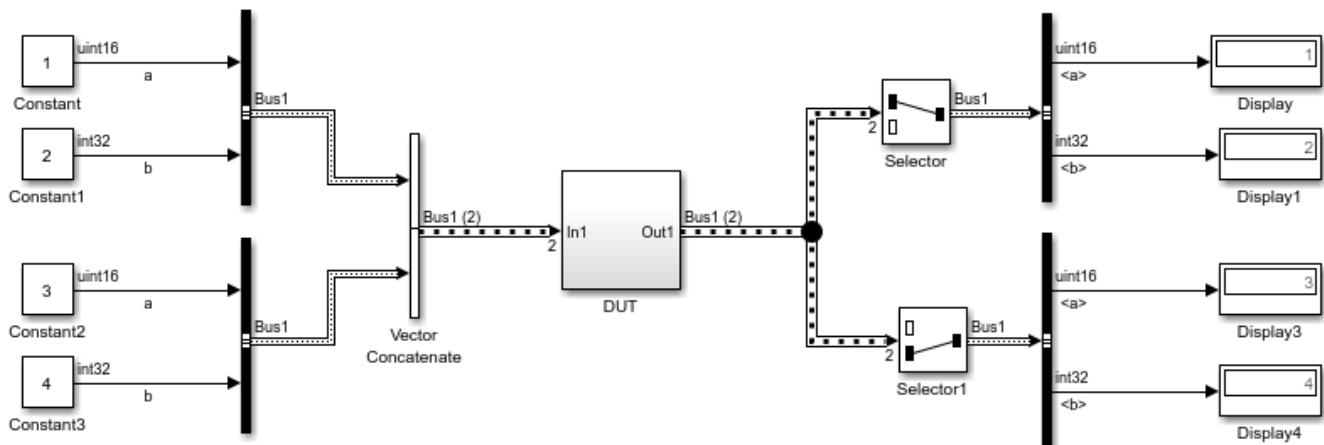 1
uint16
a
Constant
2
int32
b
Constant1
Bus1
3
uint16
a
Constant2
4
int32
b
Constant3
Bus1
Vector
Concatenate
Bus1 (2)
2
In1
Out1
DUT
Bus1 (2)
2
Selector
Bus1
2
Selector1
Bus1
uint16
<a>
1
Display
int32
<b>
2
Display1
uint16
<a>
3
Display3
int32
<b>
4
Display4